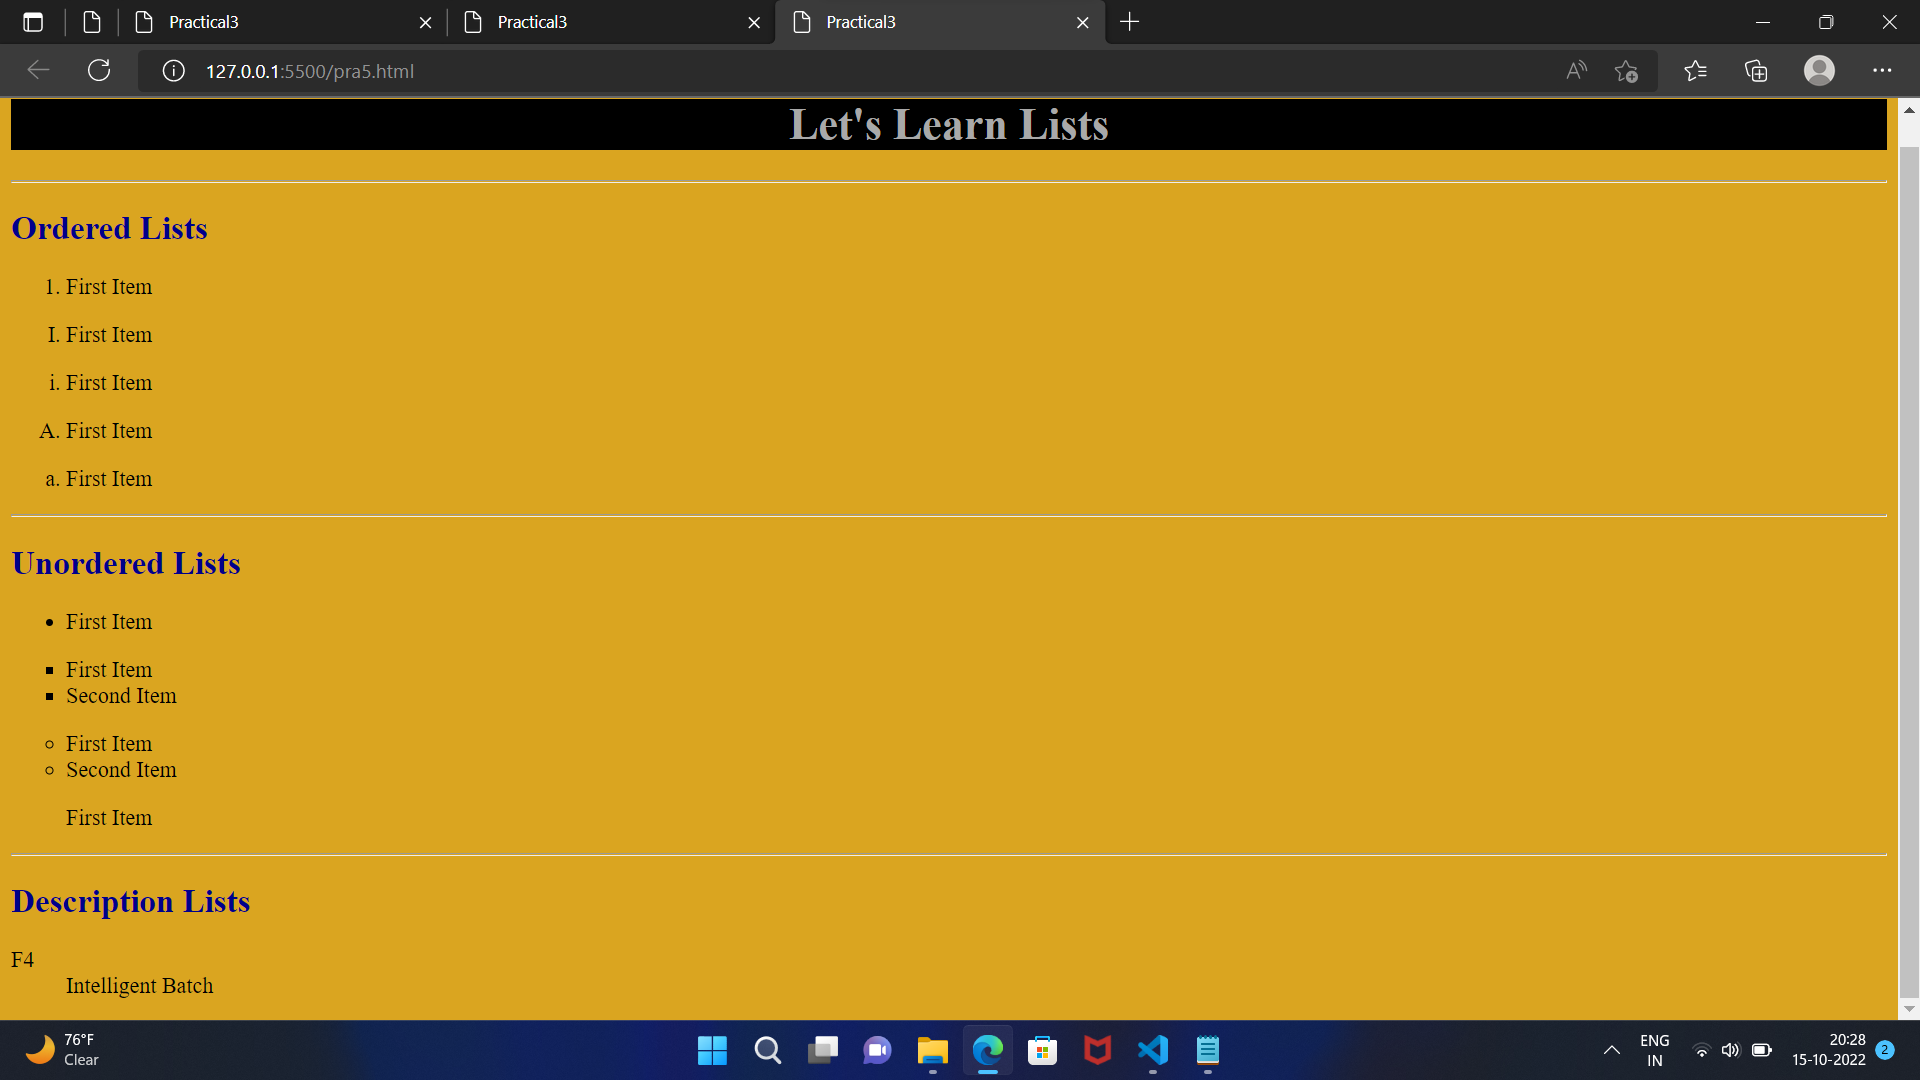 Practical3
Practical3
Practical3
127.0.0.1:5500/pra5.html
Let's Learn Lists
Ordered Lists
1. First Item
I. First Item
i. First Item
A. First Item
a. First Item
Unordered Lists
• First Item
▪ First Item
▪ Second Item
○ First Item
○ Second Item
First Item
Description Lists
F4
Intelligent Batch
76°F
Clear
ENG
IN
20:28
15-10-2022
2